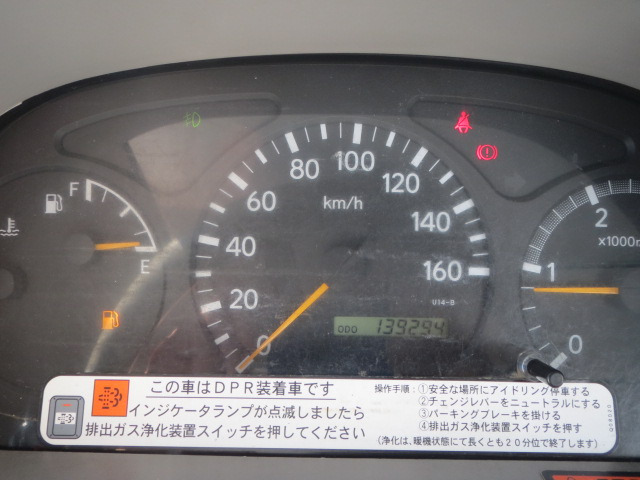 F
E
0
20
40
60
80
100
120
140
160
km/h
U14-B
ODO 139294
2
x1000r
1
0
この車はDPR装着車です
インジケータランプが点滅しましたら
排出ガス浄化装置スイッチを押してください
操作手順:①安全な場所にアイドリンク停車する
②チェンジレバーをニュートラルにする
③パーキングブレーキを掛ける
④排出ガス浄化装置スイッチを押す
(浄化は、暖機状態にて長くとも20分位で終了します)